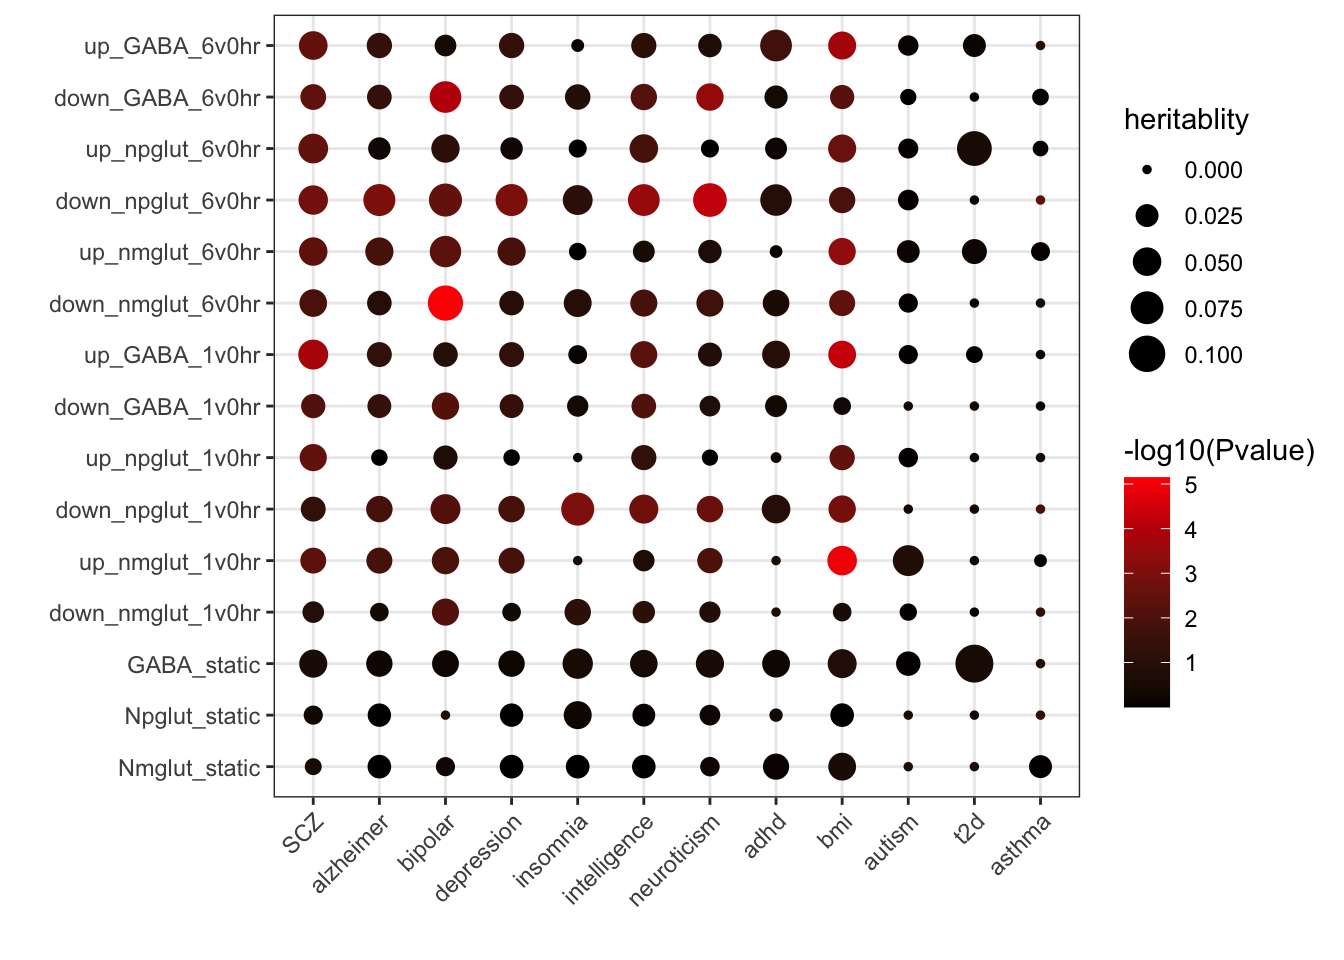 up_GABA_6v0hr
down_GABA_6v0hr
up_npglut_6v0hr
down_npglut_6v0hr
up_nmglut_6v0hr
down_nmglut_6v0hr
up_GABA_1v0hr
down_GABA_1v0hr
up_npglut_1v0hr
down_npglut_1v0hr
up_nmglut_1v0hr
down_nmglut_1v0hr
GABA_static
Npglut_static
Nmglut_static
SCZ
alzheimer
bipolar
depression
insomnia
intelligence
neuroticism
adhd
bmi
autism
t2d
asthma
heritablity
0.000
0.025
0.050
0.075
0.100
-log10(Pvalue)
5
4
3
2
1